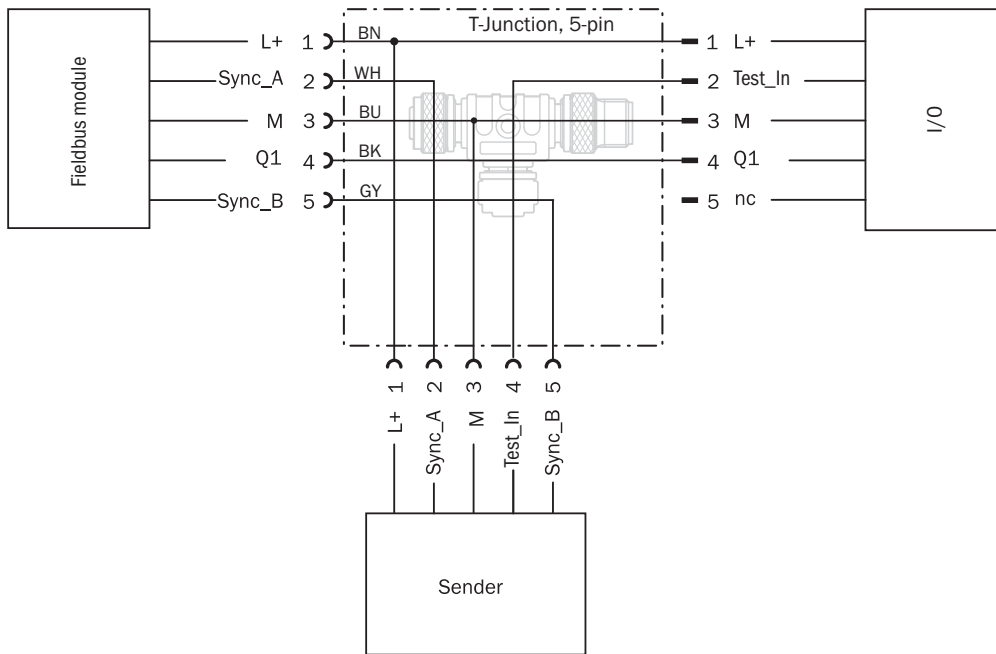 T-Junction, 5-pin
Fieldbus module
L+ 1 BN
Sync_A 2 WH
M 3 BU
Q1 4 BK
Sync_B 5 GY
1 L+
2 Test_In
3 M
4 Q1
5 nc
I/O
1 L+
2 Sync_A
3 M
4 Test_In
5 Sync_B
Sender